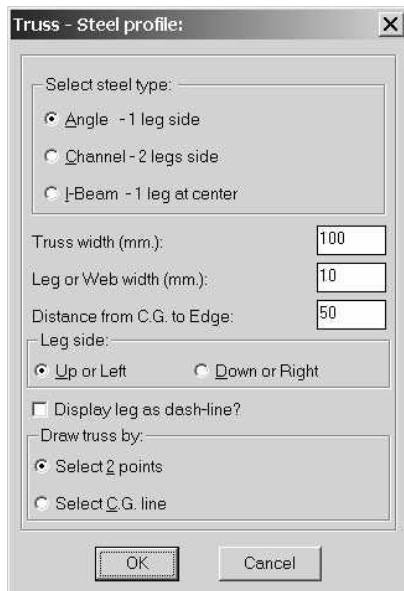 Truss - Steel profile:
Select steel type:
Angle - 1 leg side
Channel - 2 legs side
I-Beam - 1 leg at center
Truss width (mm.): 100
Leg or Web width (mm.): 10
Distance from C.G. to Edge: 50
Leg side:
Up or Left Down or Right
Display leg as dash-line?
Draw truss by:
Select 2 points
Select C.G. line
OK Cancel